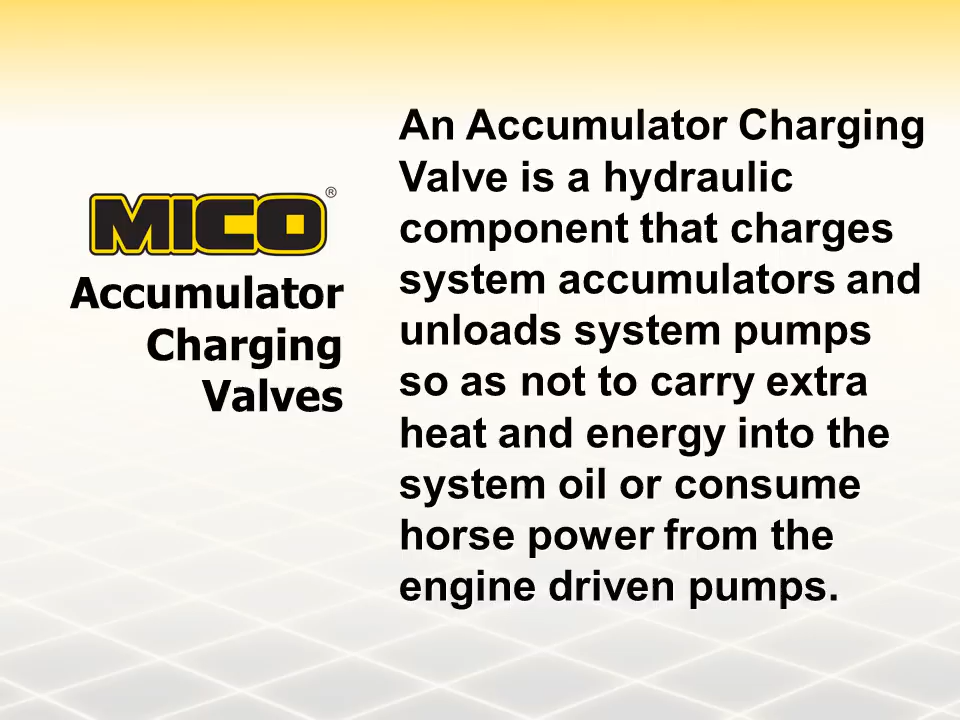 MICO®
Accumulator
Charging
Valves
An Accumulator Charging
Valve is a hydraulic
component that charges
system accumulators and
unloads system pumps
so as not to carry extra
heat and energy into the
system oil or consume
horse power from the
engine driven pumps.